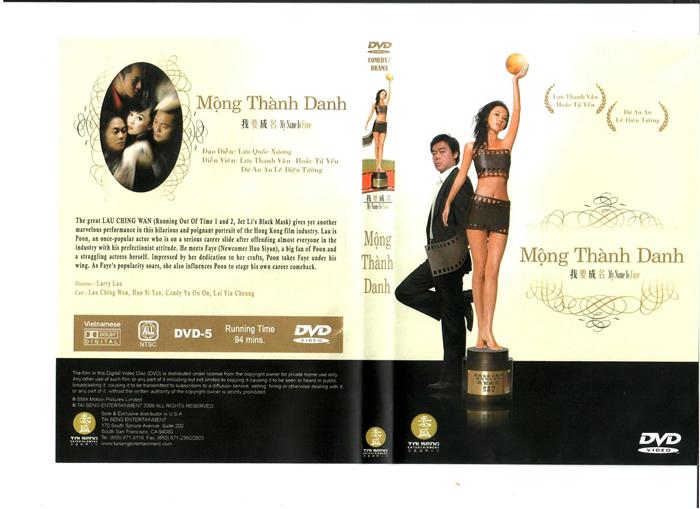 Mộng Thành Danh
我要成名 My Name Is Fame
Đạo Diễn: Lưu Quốc Xương
Diễn Viên: Lưu Thanh Vân Hoắc Tử Yến
Dư An An Lê Diệu Tường
The great LAU CHING WAN (Running Out Of Time 1 and 2, Jet Li's Black Mask) gives yet another
marvelous performance in this hilarious and poignant portrait of the Hong Kong film industry. Lau is
Poon, an once-popular actor who is on a serious career slide after offending almost everyone in the
industry with his perfectionist attitude. He meets Faye (Newcomer Huo Siyan), a big fan of Poon and
a struggling actress herself. Impressed by her dedication to her crafts, Poon takes Faye under his
wing. As Faye's popularity soars, she also influences Poon to stage his own career comeback.
Director : Larry Lau
Cast : Lau Ching Wan, Huo Si Yan, Candy Yu On On, Lai Yiu Cheung
Vietnamese
DOLBY
DIGITAL
ALL
NTSC
DVD-5
Running Time
94 mins.
DVD
VIDEO
The film in this Digital Video Disc (DVD) is distributed under license from the copyright owner for private home use only.
Any other use of such film or any part of it including but not limited to copying it causing it to be seen or heard in public,
broadcasting it, causing it to be transmitted to subscribers to a diffusion service, selling, hiring or otherwise dealing with it,
or any part of it, without the written authority of the copyright owner is strictly prohibited.
BMA Motion Pictures Limited
TAI SENG ENTERTAINMENT 2006 ALL RIGHTS RESERVED.
Sole & Exclusive distributor in U.S.A.
TAI SENG ENTERTAINMENT
170 South Spruce Avenue, Suite 200
South San Francisco, CA 94080
www.taisengentertainment.com
TAI SENG
ENTERTAINMENT
DVD
VIDEO
COMEDY/
DRAMA
我要成名
My Name Is Fame
Mộng
Thành
Danh
TAI SENG
ENTERTAINMENT
Lưu Thanh Vân
Hoắc Tử Yến
Dư An An
Lê Diệu Tường
Mộng Thành Danh
我要成名 My Name Is Fame
我要成名
TAI SENG
ENTERTAINMENT
DVD
VIDEO